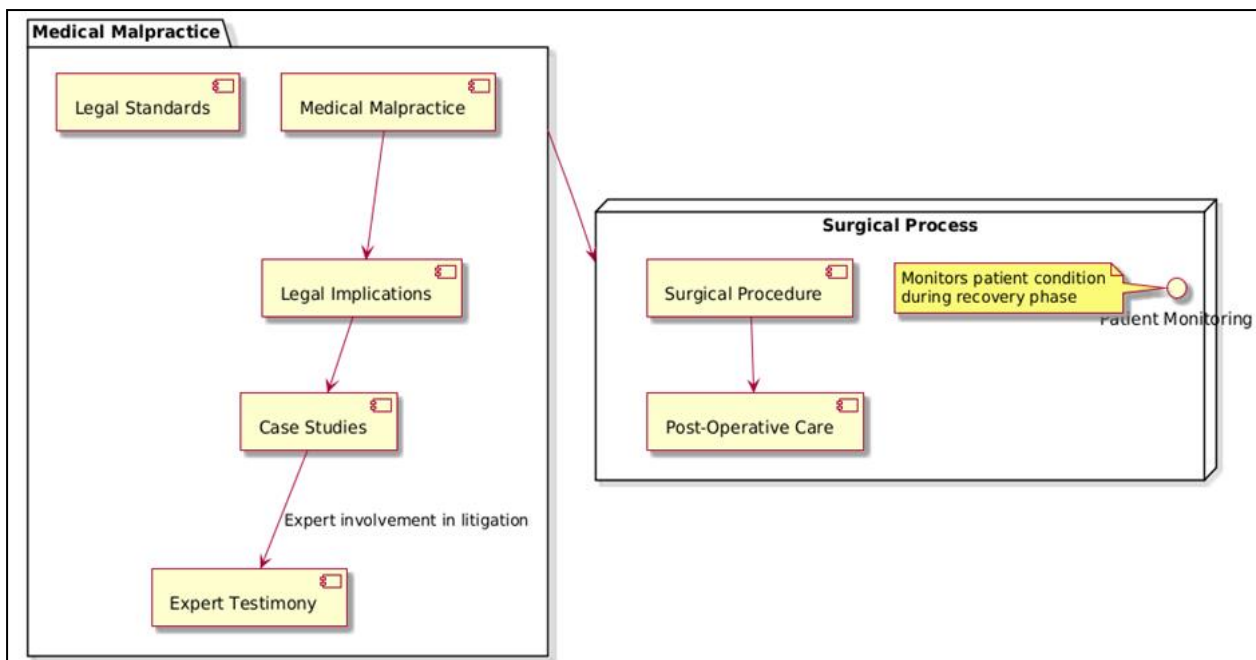 Medical Malpractice
Legal Standards
Medical Malpractice
Legal Implications
Case Studies
Expert involvement in litigation
Expert Testimony
Surgical Process
Surgical Procedure
Monitors patient condition
during recovery phase
Patient Monitoring
Post-Operative Care